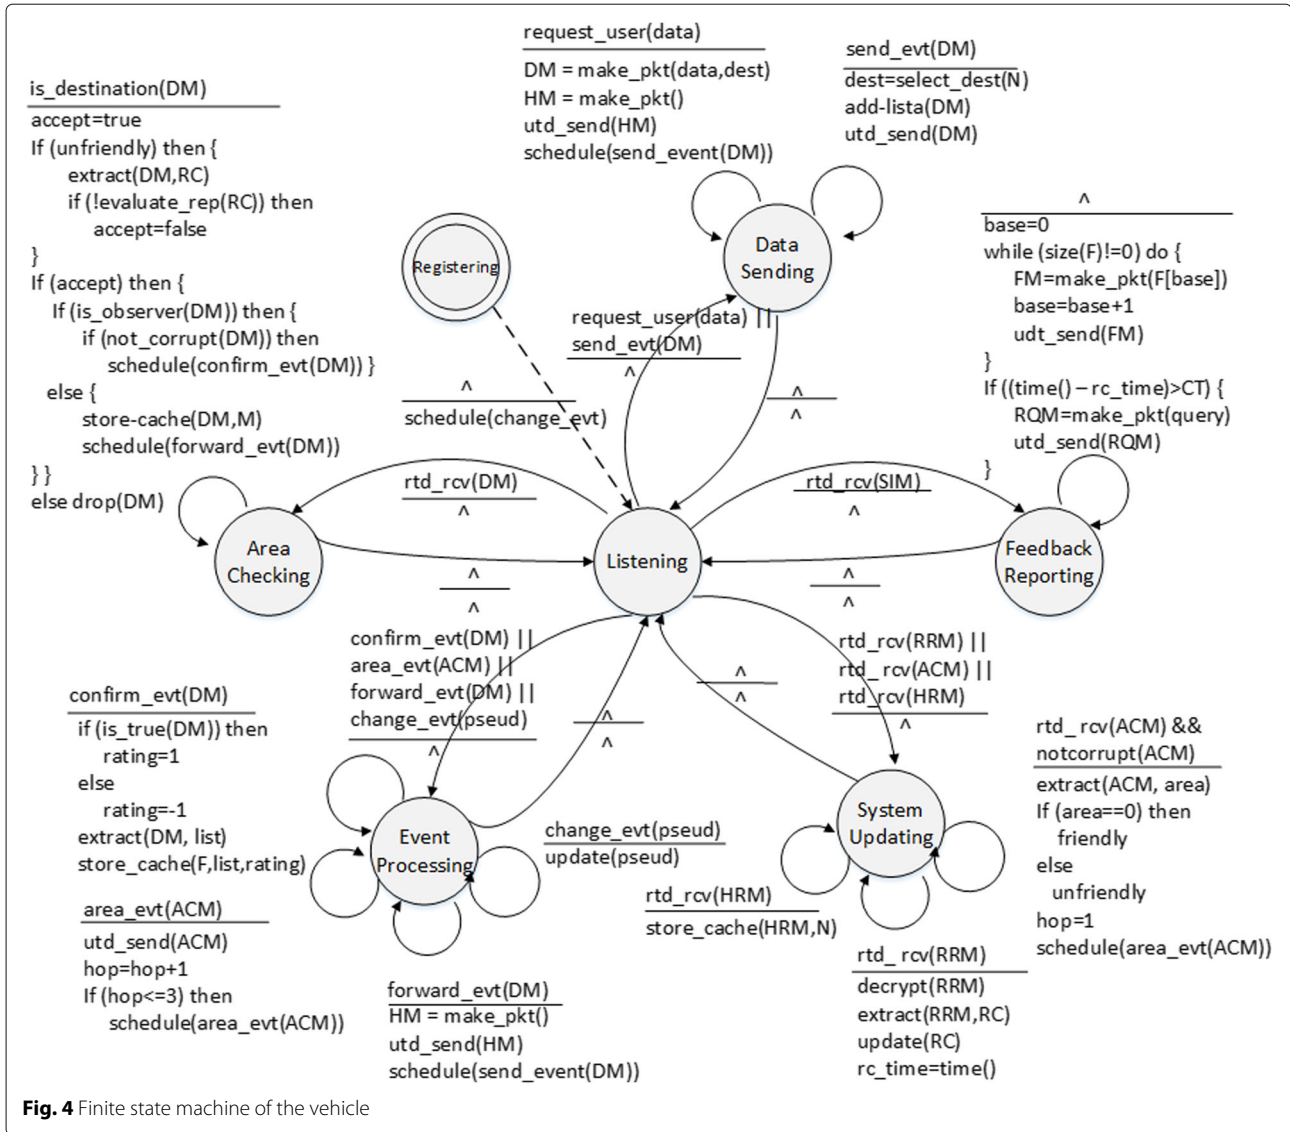 request_user(data)
DM = make_pkt(data,dest)
HM = make_pkt()
utd_send(HM)
schedule(send_event(DM))
send_evt(DM)
dest=select_dest(N)
add-lista(DM)
utd_send(DM)
is_destination(DM)
accept=true
If (unfriendly) then {
extract(DM,RC)
if (!evaluate_rep(RC)) then
accept=false
}
If (accept) then {
If (is_observer(DM)) then {
if (not_corrupt(DM)) then
schedule(confirm_evt(DM)) }
else {
store-cache(DM,M)
schedule(forward_evt(DM))
} }
else drop(DM)
Registering
Data
Sending
^
base=0
while (size(F)!=0) do {
FM=make_pkt(F[base])
base=base+1
udt_send(FM)
}
If ((time() – rc_time)>CT) {
RQM=make_pkt(query)
utd_send(RQM)
}
request_user(data) ||
send_evt(DM)
^
^
schedule(change_evt)
^
^
rtd_rcv(DM)
^
rtd_rcv(SIM)
^
Area
Checking
Listening
Feedback
Reporting
^
^
^
^
confirm_evt(DM) ||
area_evt(ACM) ||
forward_evt(DM) ||
change_evt(pseud)
^
^
^
^
^
rtd_rcv(RRM) ||
rtd_rcv(ACM) ||
rtd_rcv(HRM)
^
confirm_evt(DM)
if (is_true(DM)) then
rating=1
else
rating=-1
extract(DM, list)
store_cache(F,list,rating)
area_evt(ACM)
utd_send(ACM)
hop=hop+1
If (hop<=3) then
schedule(area_evt(ACM))
Event
Processing
change_evt(pseud)
update(pseud)
System
Updating
rtd_rcv(HRM)
store_cache(HRM,N)
rtd_ rcv(ACM) &&
notcorrupt(ACM)
extract(ACM, area)
If (area==0) then
friendly
else
unfriendly
hop=1
schedule(area_evt(ACM))
forward_evt(DM)
HM = make_pkt()
utd_send(HM)
schedule(send_event(DM))
rtd_ rcv(RRM)
decrypt(RRM)
extract(RRM,RC)
update(RC)
rc_time=time()
Fig. 4 Finite state machine of the vehicle